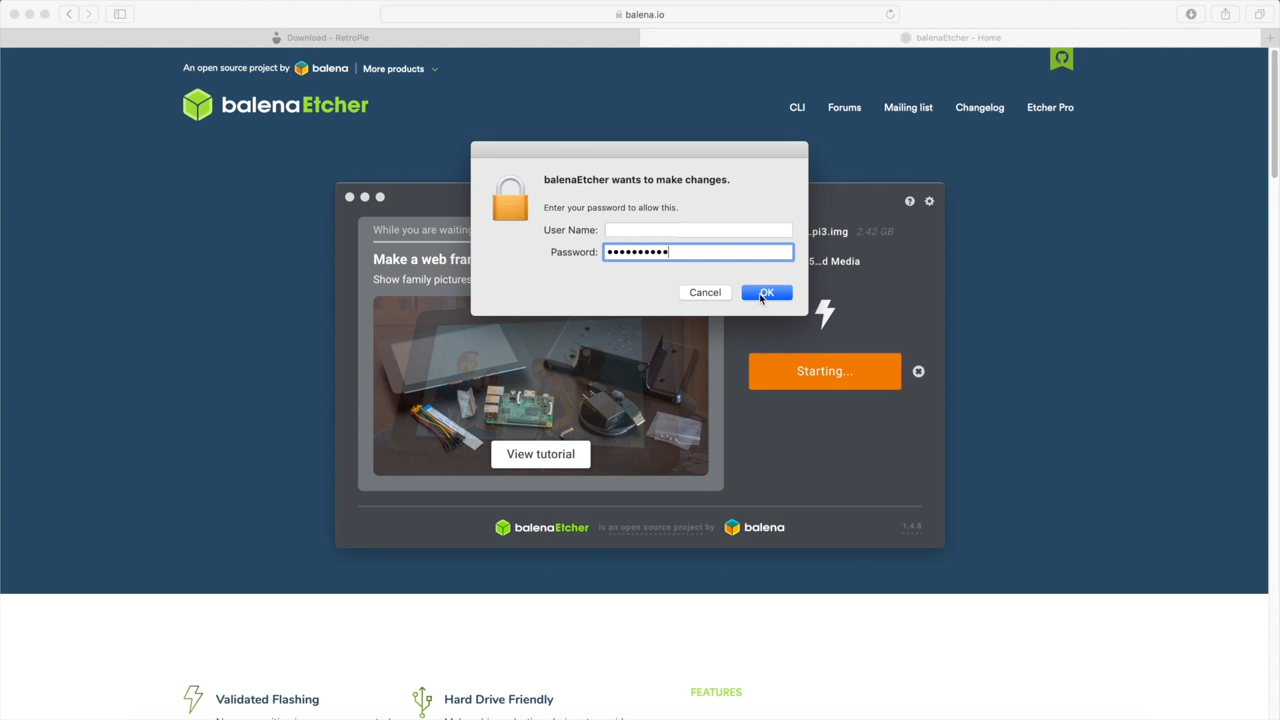 balena.io
Download - RetroPie
balenaEtcher - Home
An open source project by balena
More products
balenaEtcher
CLI
Forums
Mailing list
Changelog
Etcher Pro
balenaEtcher wants to make changes.
Enter your password to allow this.
User Name:
Password: ••••••••••
Cancel
OK
While you are waiting
Make a web fra
Show family pictures
.pi3.img 2.42 GB
5...d Media
Starting...
View tutorial
balenaEtcher is an open source project by balena
1.4.8
Validated Flashing
Hard Drive Friendly
FEATURES